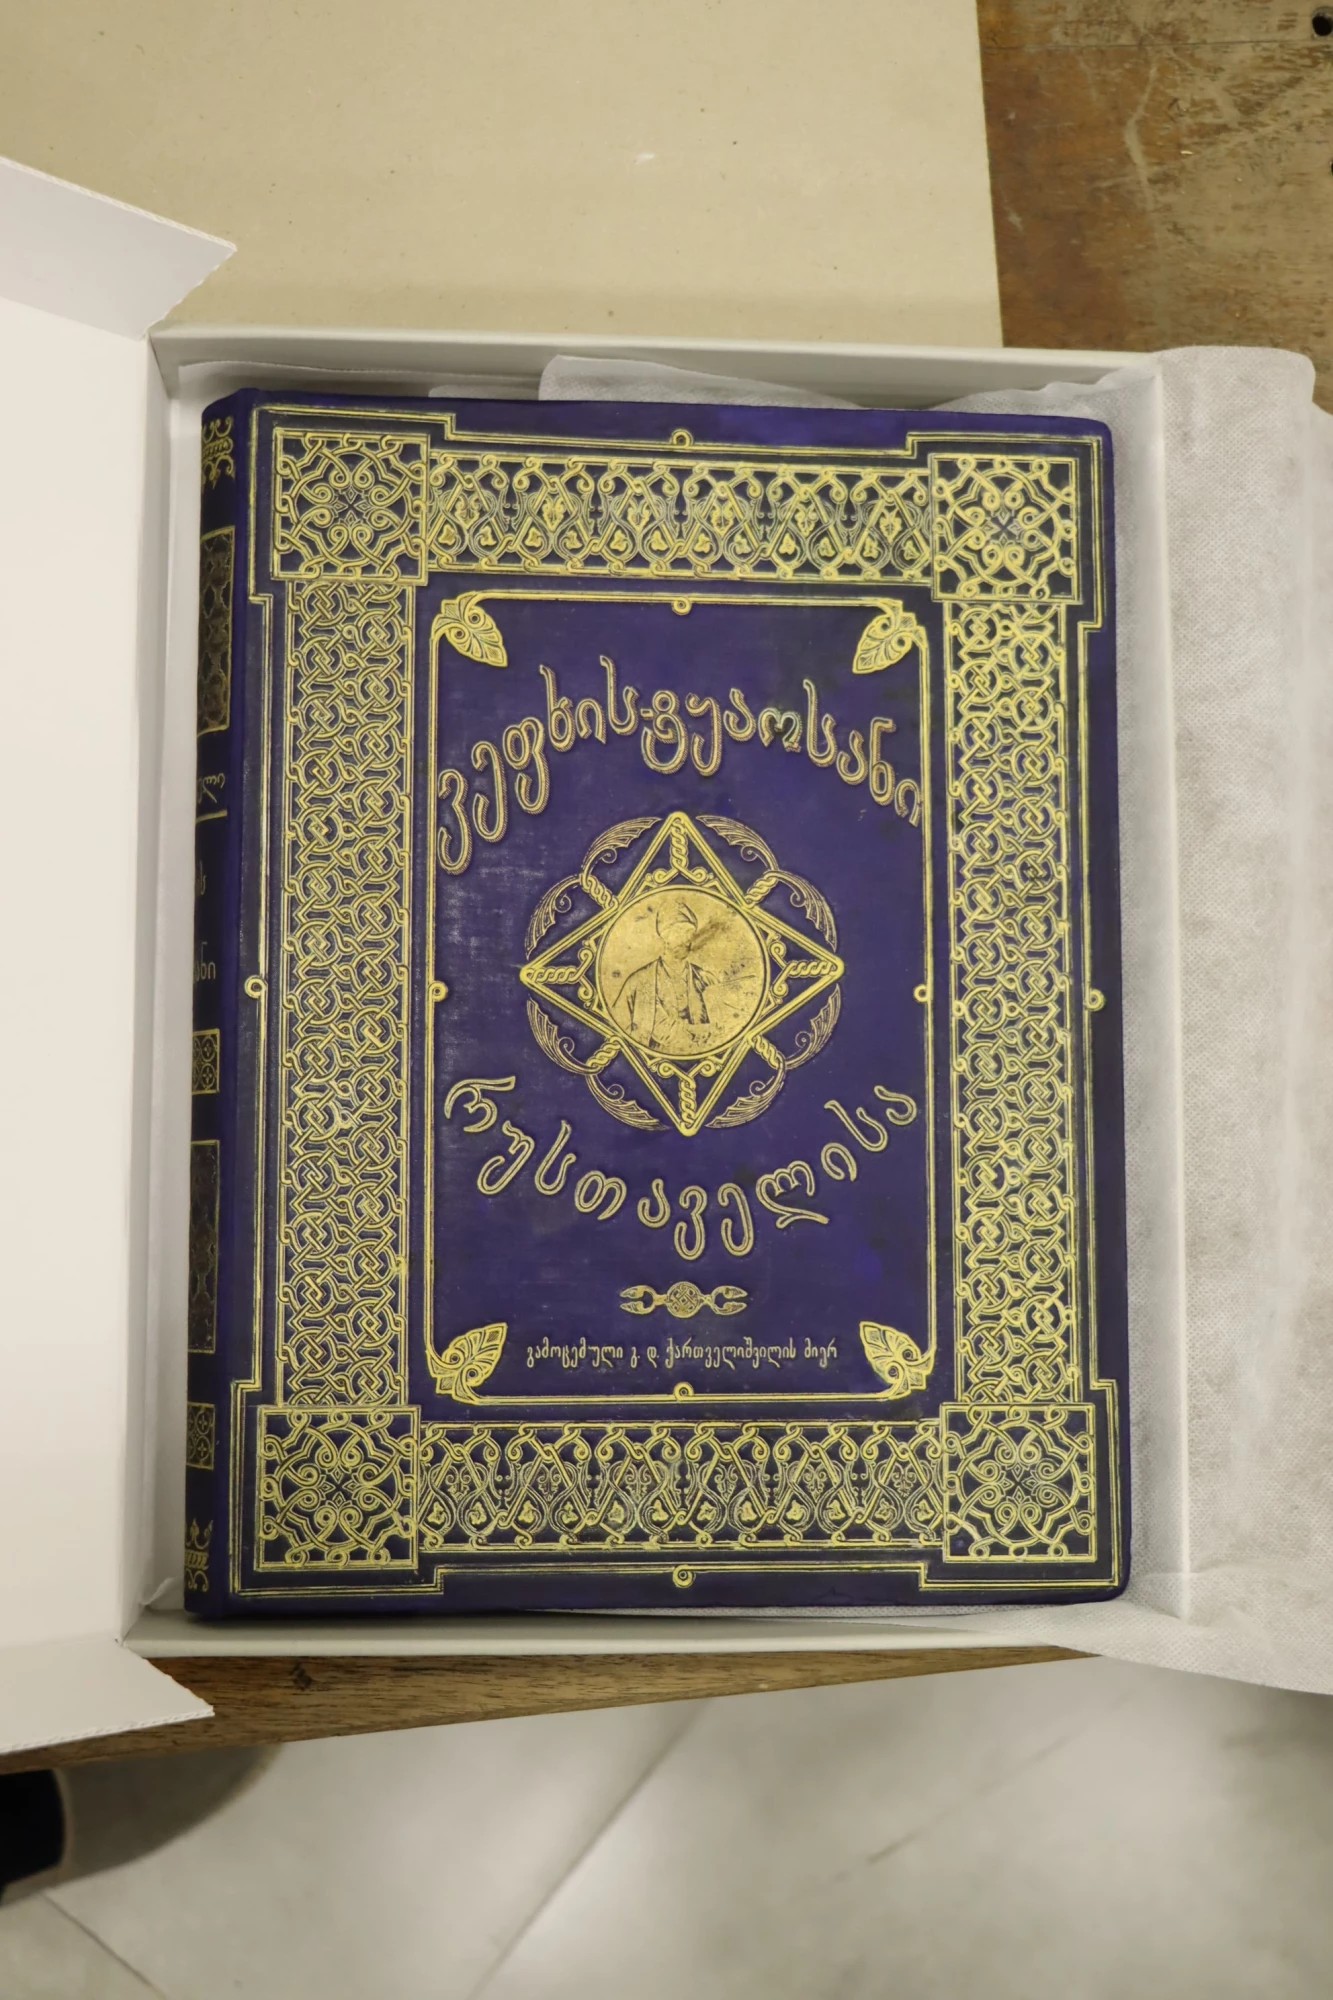 ვეფხის-ტყაოსანი
რუსთაველისა
გამოცემული გ. დ. ქართველიშვილის მიერ